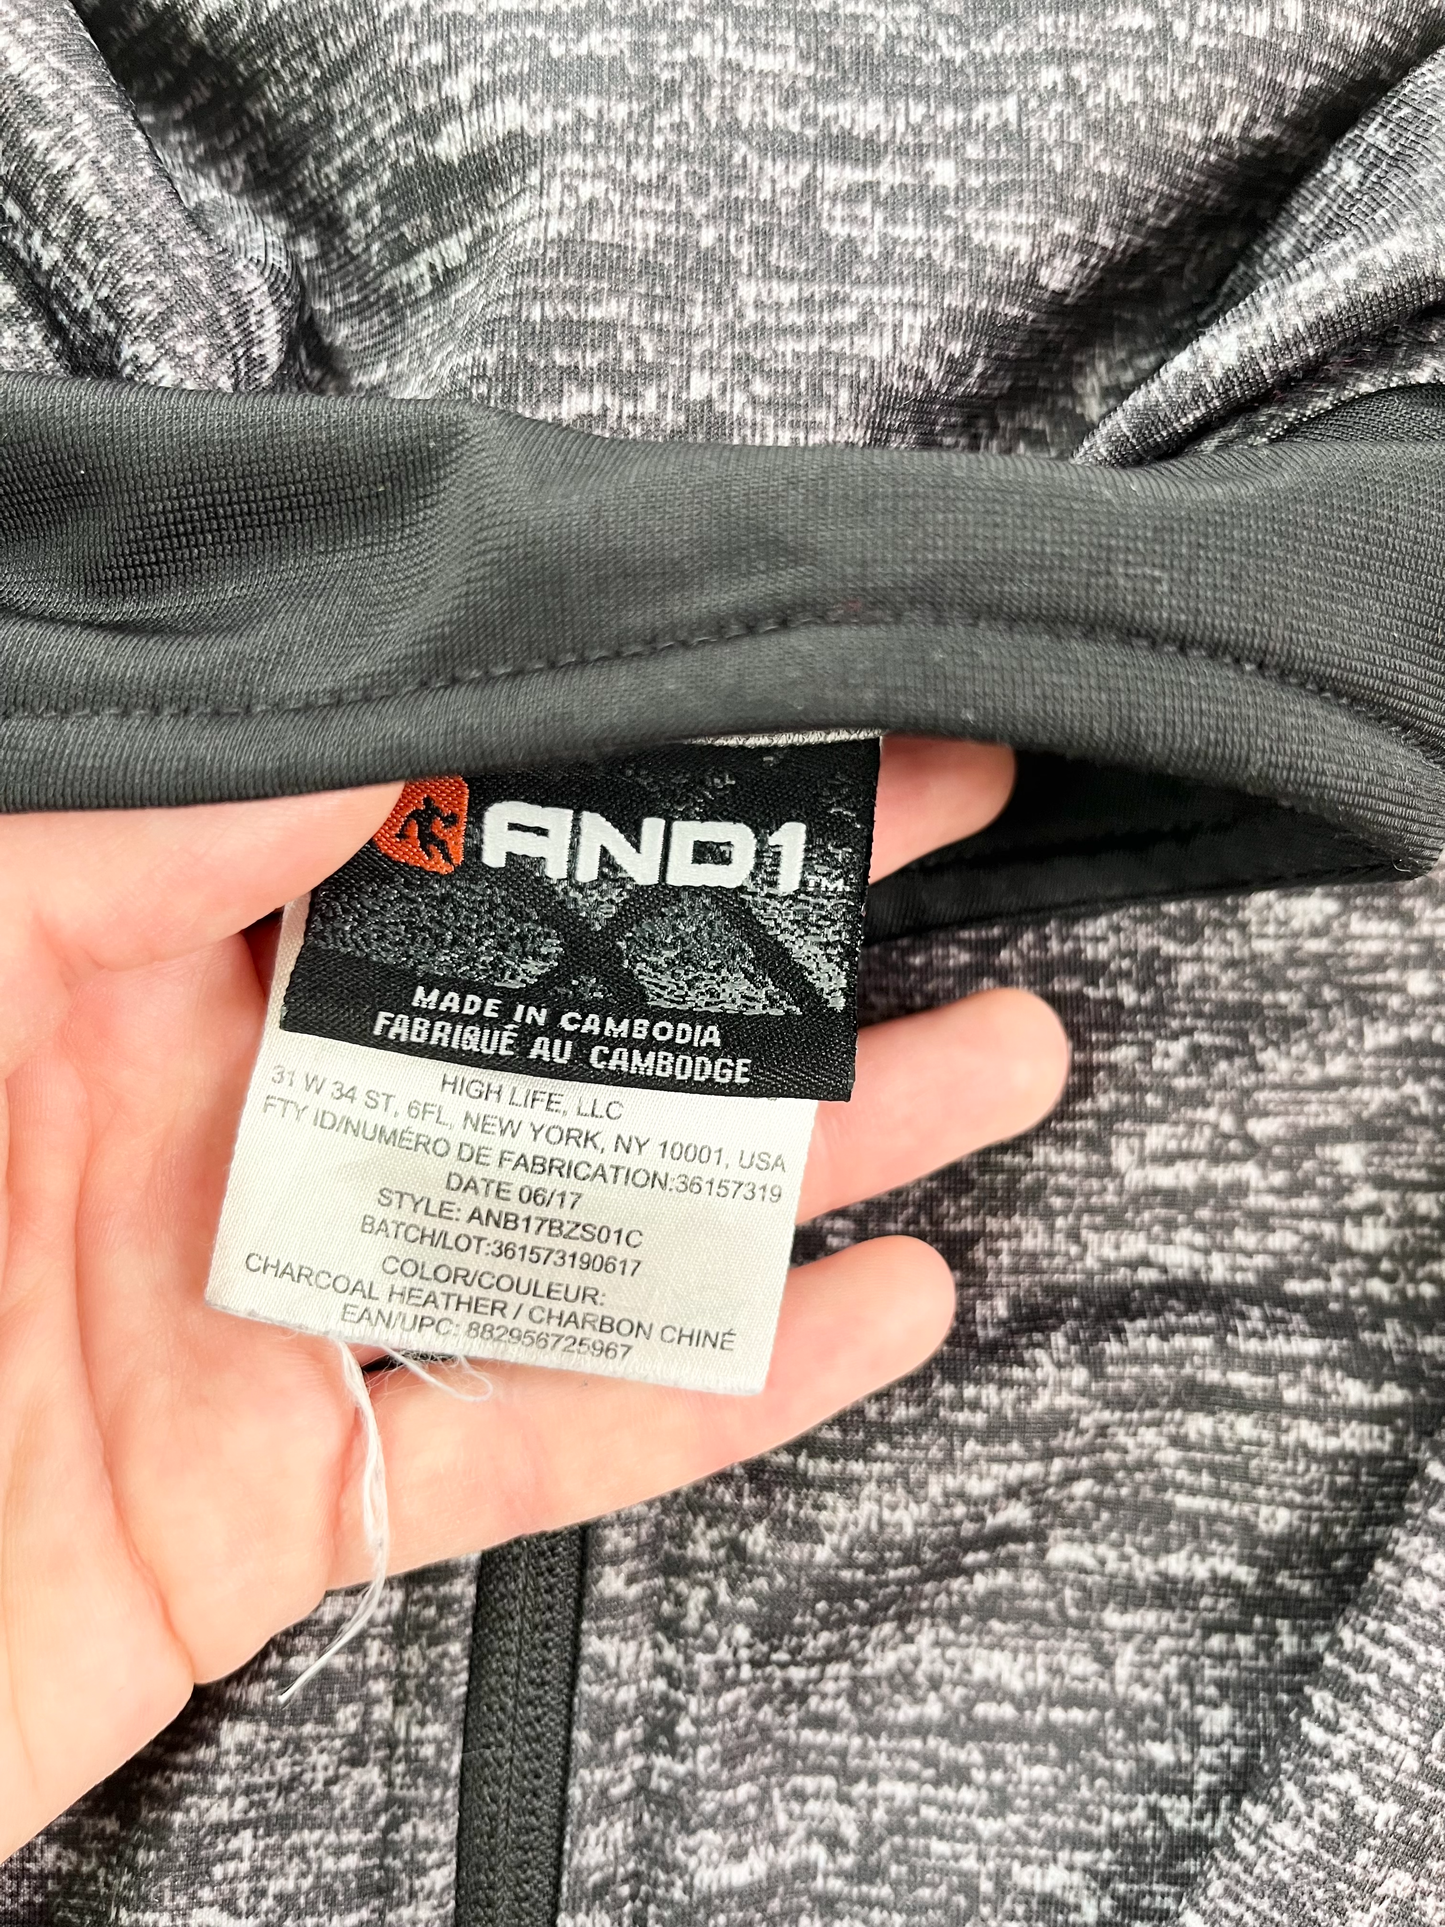 AND1
MADE IN CAMBODIA
FABRIQUÉ AU CAMBODGE
HIGH LIFE, LLC
31 W 34 ST, 6FL, NEW YORK, NY 10001, USA
FTY ID/NUMÉRO DE FABRICATION:36157319
DATE 06/17
STYLE: ANB17BZS01C
BATCH/LOT:361573190617
COLOR/COULEUR:
CHARCOAL HEATHER / CHARBON CHINÉ
EAN/UPC: 882956725967